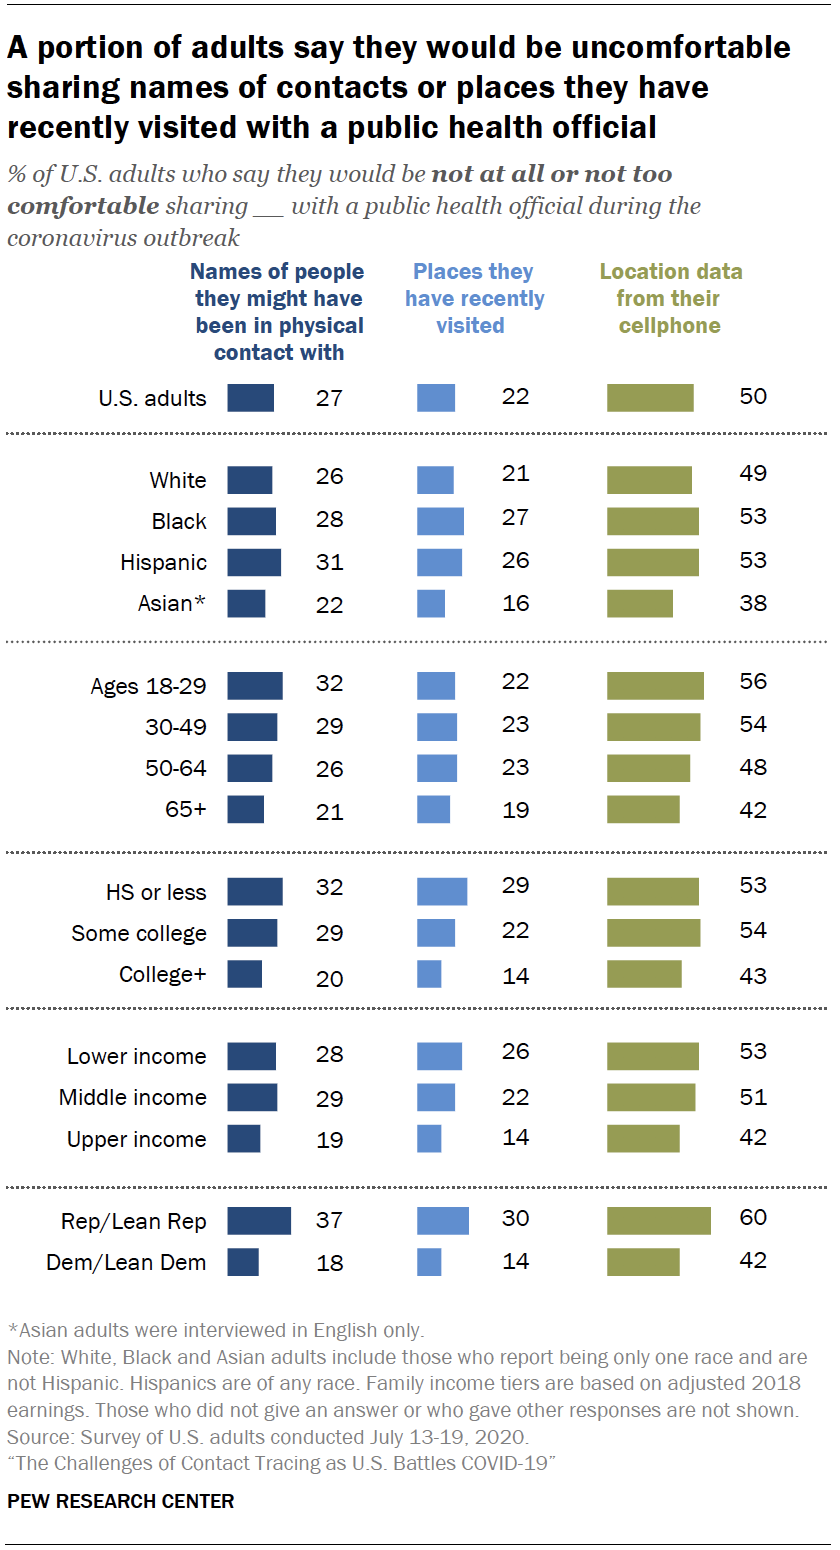 A portion of adults say they would be uncomfortable
sharing names of contacts or places they have
recently visited with a public health official
% of U.S. adults who say they would be not at all or not too
comfortable sharing __ with a public health official during the
coronavirus outbreak
Names of people they might have been in physical contact with
Places they have recently visited
Location data from their cellphone
U.S. adults 27 22 50
White 26 21 49
Black 28 27 53
Hispanic 31 26 53
Asian* 22 16 38
Ages 18-29 32 22 56
30-49 29 23 54
50-64 26 23 48
65+ 21 19 42
HS or less 32 29 53
Some college 29 22 54
College+ 20 14 43
Lower income 28 26 53
Middle income 29 22 51
Upper income 19 14 42
Rep/Lean Rep 37 30 60
Dem/Lean Dem 18 14 42
*Asian adults were interviewed in English only.
Note: White, Black and Asian adults include those who report being only one race and are
not Hispanic. Hispanics are of any race. Family income tiers are based on adjusted 2018
earnings. Those who did not give an answer or who gave other responses are not shown.
Source: Survey of U.S. adults conducted July 13-19, 2020.
“The Challenges of Contact Tracing as U.S. Battles COVID-19”
PEW RESEARCH CENTER